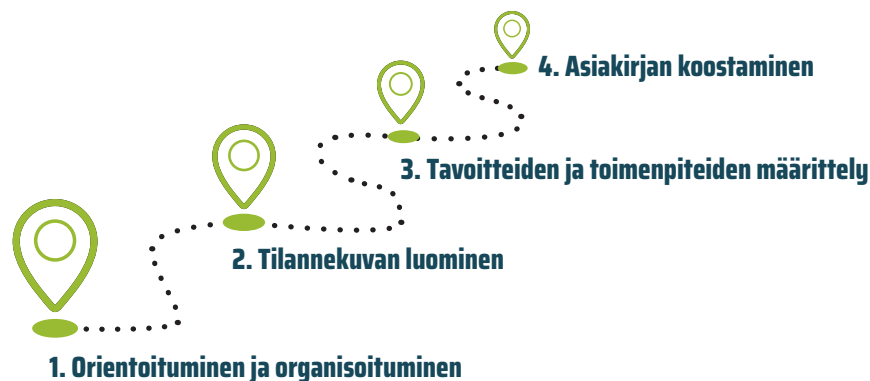 4. Asiakirjan koostaminen
3. Tavoitteiden ja toimenpiteiden määrittely
2. Tilannekuvan luominen
1. Orientoituminen ja organisoituminen